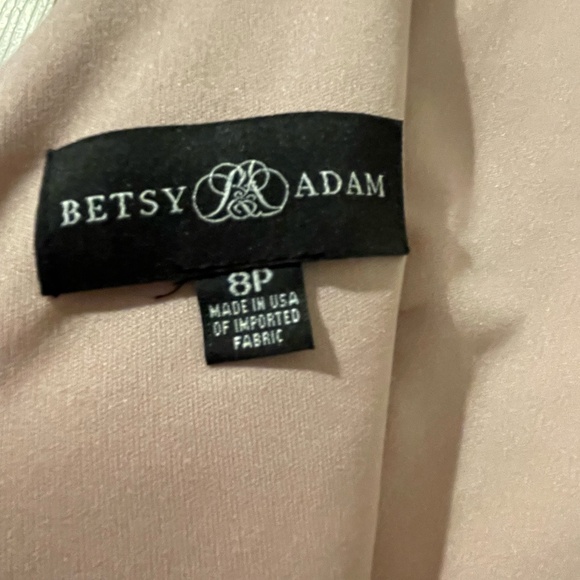 BETSY ADAM
8P
MADE IN USA
OF IMPORTED
FABRIC